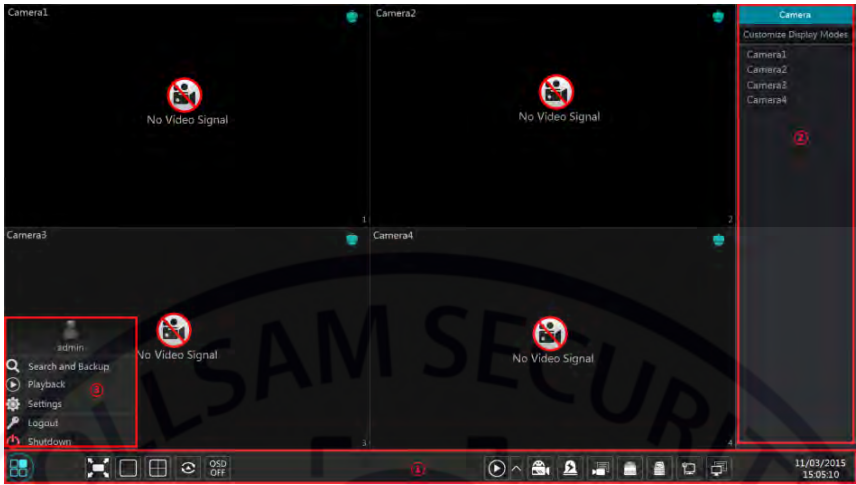 Camera1
Camera2
Camera
Customize Display Modes
Camera1
Camera2
Camera3
Camera4
②
No Video Signal
No Video Signal
1
2
Camera3
Camera4
No Video Signal
No Video Signal
admin
Search and Backup
Playback
③
Settings
Logout
Shutdown
3
4
SAM SECUR
OSD
OFF
①
11/03/2015
15:05:10